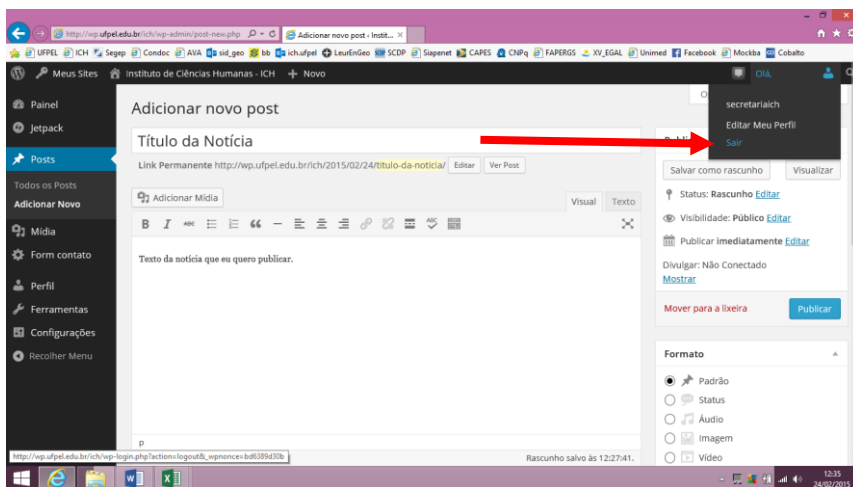 http://wp.ufpel.edu.br/ich/wp-admin/post-new.php
Adicionar novo post ‹ Instit...
UFPEL ICH Segep Condoc AVA sid_geo bb ich.ufpel LeurEnGeo SCDP Siapenet CAPES CNPq FAPERGS XV_EGAL Unimed Facebook Mockba Cobalto
Meus Sites Instituto de Ciências Humanas - ICH + Novo Olá,
secretariaich
Editar Meu Perfil
Sair
Painel
Jetpack
Posts
Todos os Posts
Adicionar Novo
Mídia
Form contato
Perfil
Ferramentas
Configurações
Recolher Menu
Adicionar novo post
Título da Notícia
Link Permanente http://wp.ufpel.edu.br/ich/2015/02/24/titulo-da-noticia/ Editar Ver Post
Adicionar Mídia
Visual Texto
B I ABC ABC
Texto da notícia que eu quero publicar.
p
Rascunho salvo às 12:27:41.
Salvar como rascunho Visualizar
Status: Rascunho Editar
Visibilidade: Público Editar
Publicar imediatamente Editar
Divulgar: Não Conectado
Mostrar
Mover para a lixeira Publicar
Formato
Padrão
Status
Áudio
Imagem
Vídeo
http://wp.ufpel.edu.br/ich/wp-login.php?action=logout&_wpnonce=bd6389d30b
12:35
24/02/2015